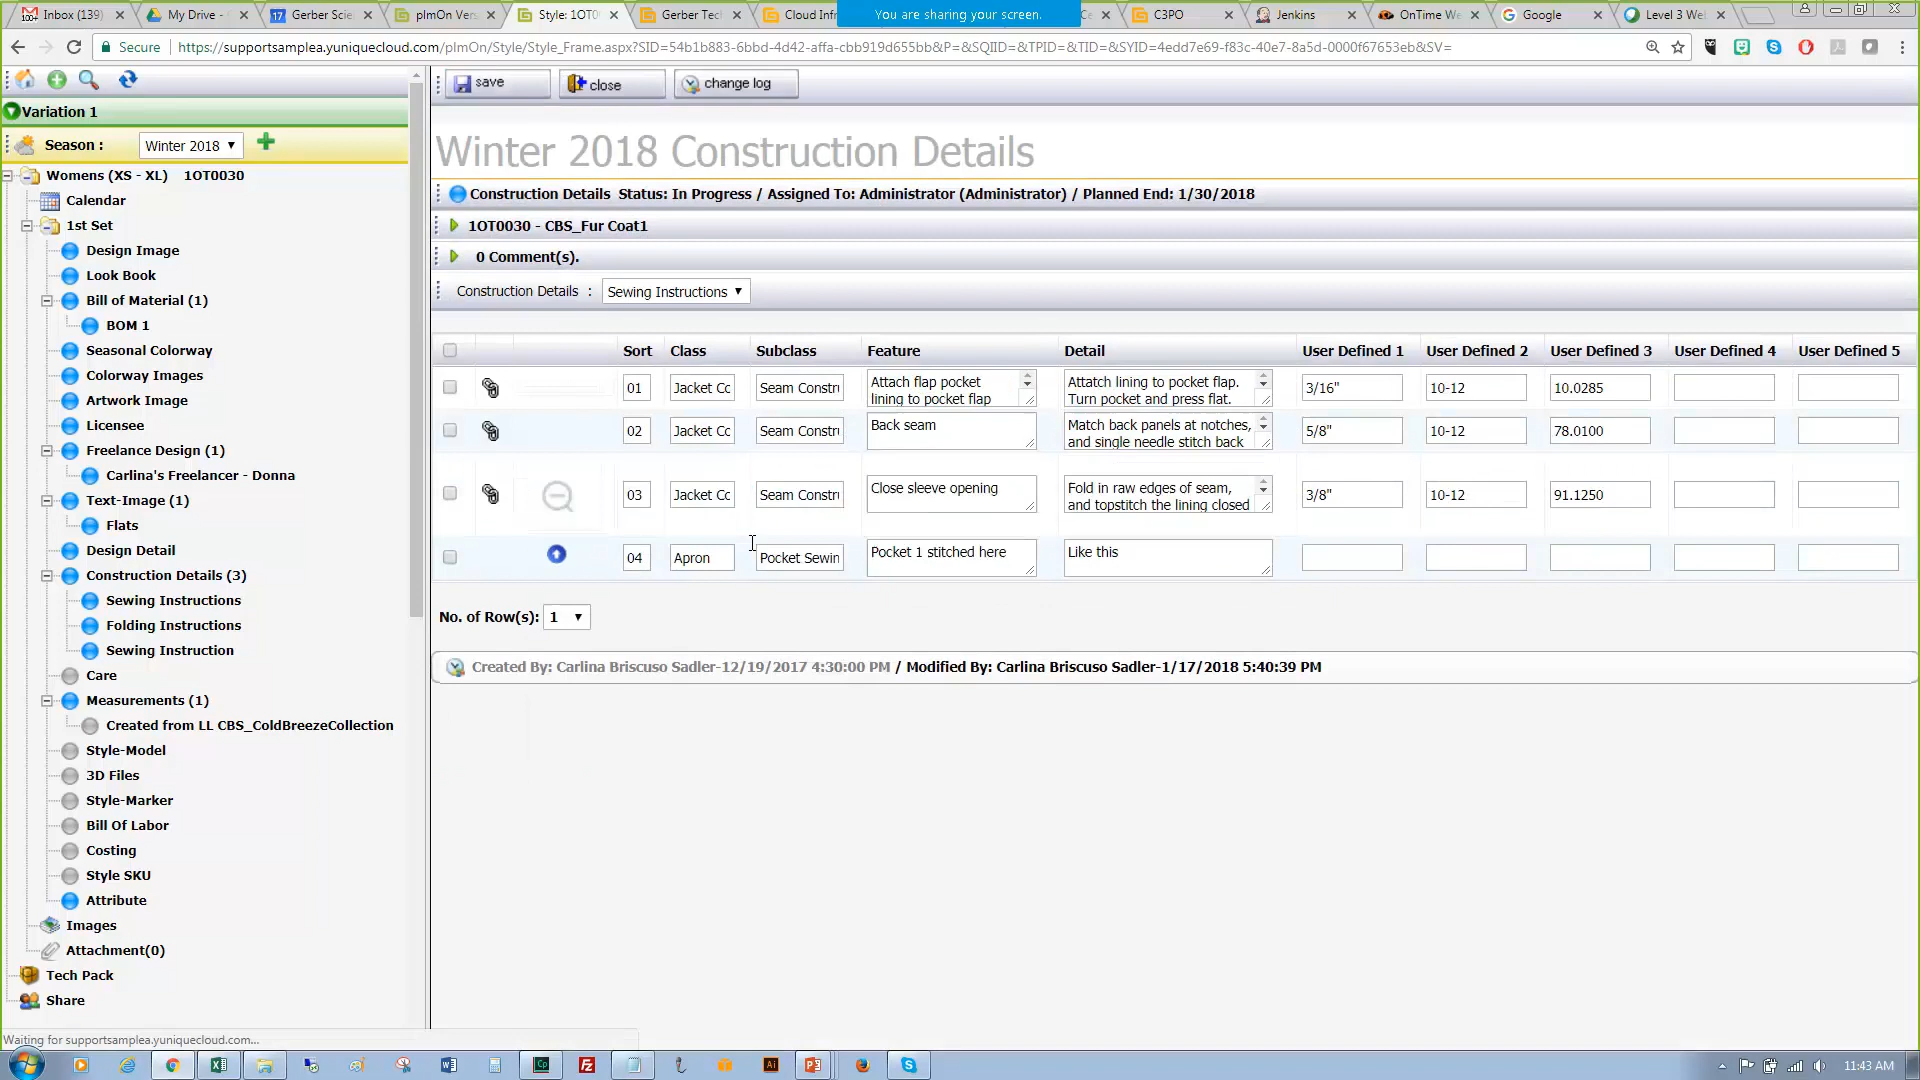 Inbox (139)
My Drive -
Gerber Scie
plmOn Vers
Style: 1OT0
Gerber Tech
Cloud Infr
You are sharing your screen.
C3PO
Jenkins
OnTime We
Google
Level 3 We
Secure https://supportsamplea.yuniquecloud.com/plmOn/Style/Style_Frame.aspx?SID=54b1b883-6bbd-4d42-affa-cbb919d655bb&P=&SQIID=&TPID=&TID=&SYID=4edd7e69-f83c-40e7-8a5d-0000f67653eb&SV=
Variation 1
Season : Winter 2018
Womens (XS - XL) 1OT0030
Calendar
1st Set
Design Image
Look Book
Bill of Material (1)
BOM 1
Seasonal Colorway
Colorway Images
Artwork Image
Licensee
Freelance Design (1)
Carlina's Freelancer - Donna
Text-Image (1)
Flats
Design Detail
Construction Details (3)
Sewing Instructions
Folding Instructions
Sewing Instruction
Care
Measurements (1)
Created from LL CBS_ColdBreezeCollection
Style-Model
3D Files
Style-Marker
Bill Of Labor
Costing
Style SKU
Attribute
Images
Attachment(0)
Tech Pack
Share
Waiting for supportsamplea.yuniquecloud.com...
save close change log
Winter 2018 Construction Details
Construction Details Status: In Progress / Assigned To: Administrator (Administrator) / Planned End: 1/30/2018
1OT0030 - CBS_Fur Coat1
0 Comment(s).
Construction Details : Sewing Instructions
Sort Class Subclass Feature Detail User Defined 1 User Defined 2 User Defined 3 User Defined 4 User Defined 5
01 Jacket Cc Seam Constru Attach flap pocket lining to pocket flap Attatch lining to pocket flap. Turn pocket and press flat. 3/16" 10-12 10.0285
02 Jacket Cc Seam Constru Back seam Match back panels at notches, and single needle stitch back 5/8" 10-12 78.0100
03 Jacket Cc Seam Constru Close sleeve opening Fold in raw edges of seam, and topstitch the lining closed 3/8" 10-12 91.1250
04 Apron Pocket Sewin Pocket 1 stitched here Like this
No. of Row(s): 1
Created By: Carlina Briscuso Sadler-12/19/2017 4:30:00 PM / Modified By: Carlina Briscuso Sadler-1/17/2018 5:40:39 PM
11:43 AM